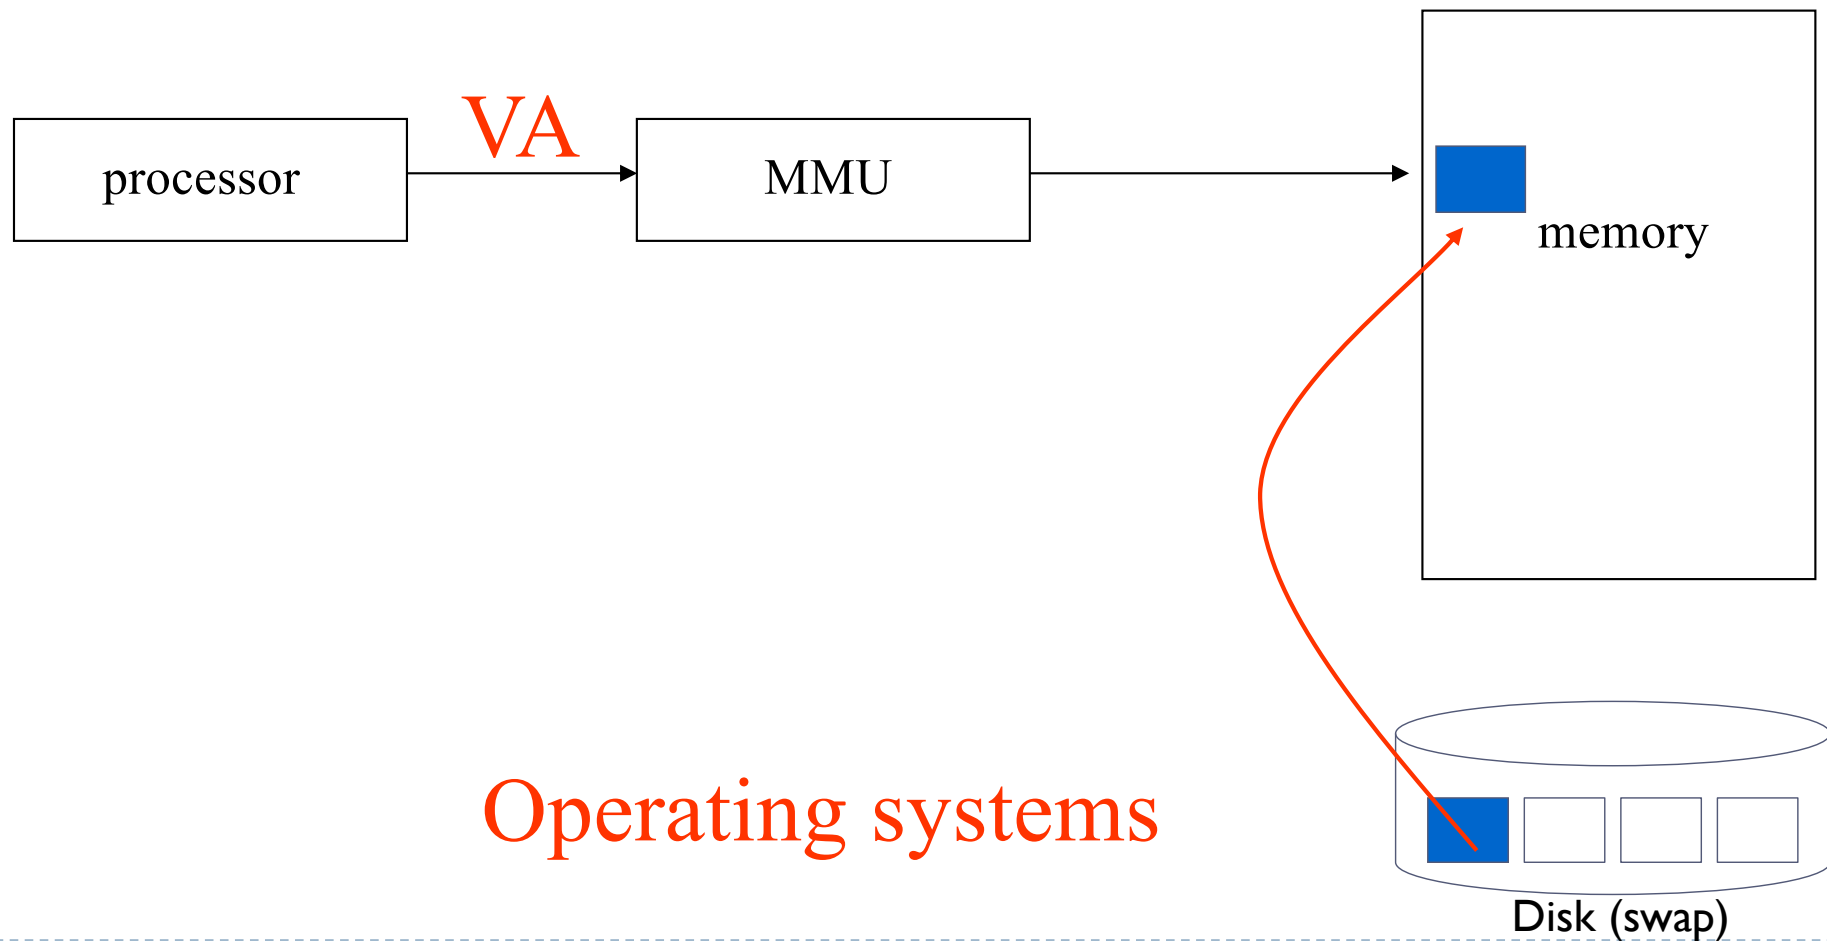 VA
processor
MMU
memory
Operating systems
Disk (swap)